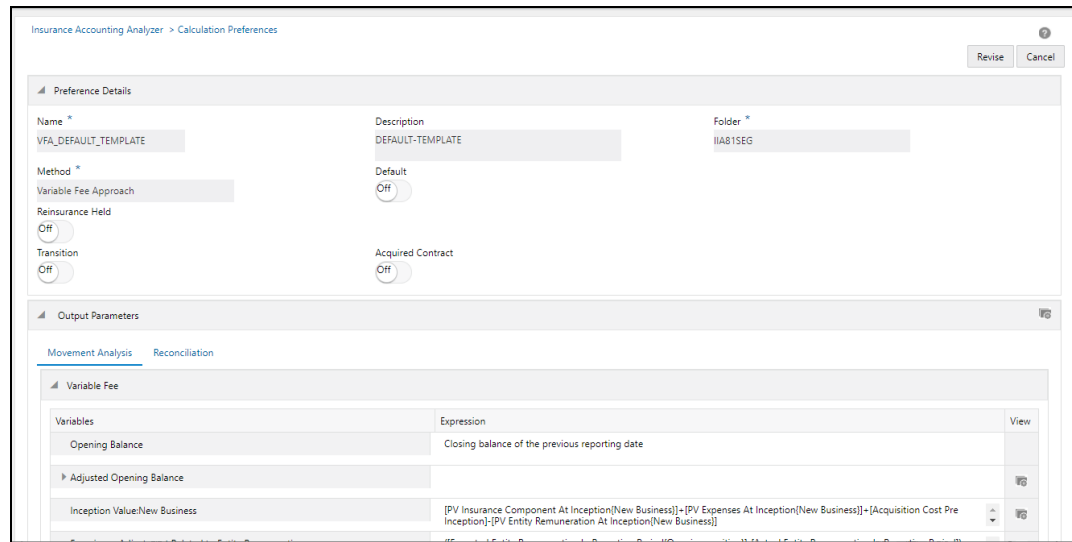 Insurance Accounting Analyzer > Calculation Preferences
Revise Cancel
Preference Details
Name * Description Folder *
VFA_DEFAULT_TEMPLATE DEFAULT-TEMPLATE IIA81SEG
Method * Default
Variable Fee Approach Off
Reinsurance Held
Off
Transition Acquired Contract
Off Off
Output Parameters
Movement Analysis Reconciliation
Variable Fee
Variables Expression View
Opening Balance Closing balance of the previous reporting date
Adjusted Opening Balance
Inception Value:New Business [PV Insurance Component At Inception{New Business}]+[PV Expenses At Inception{New Business}]+[Acquisition Cost Pre
Inception]-[PV Entity Remuneration At Inception{New Business}]